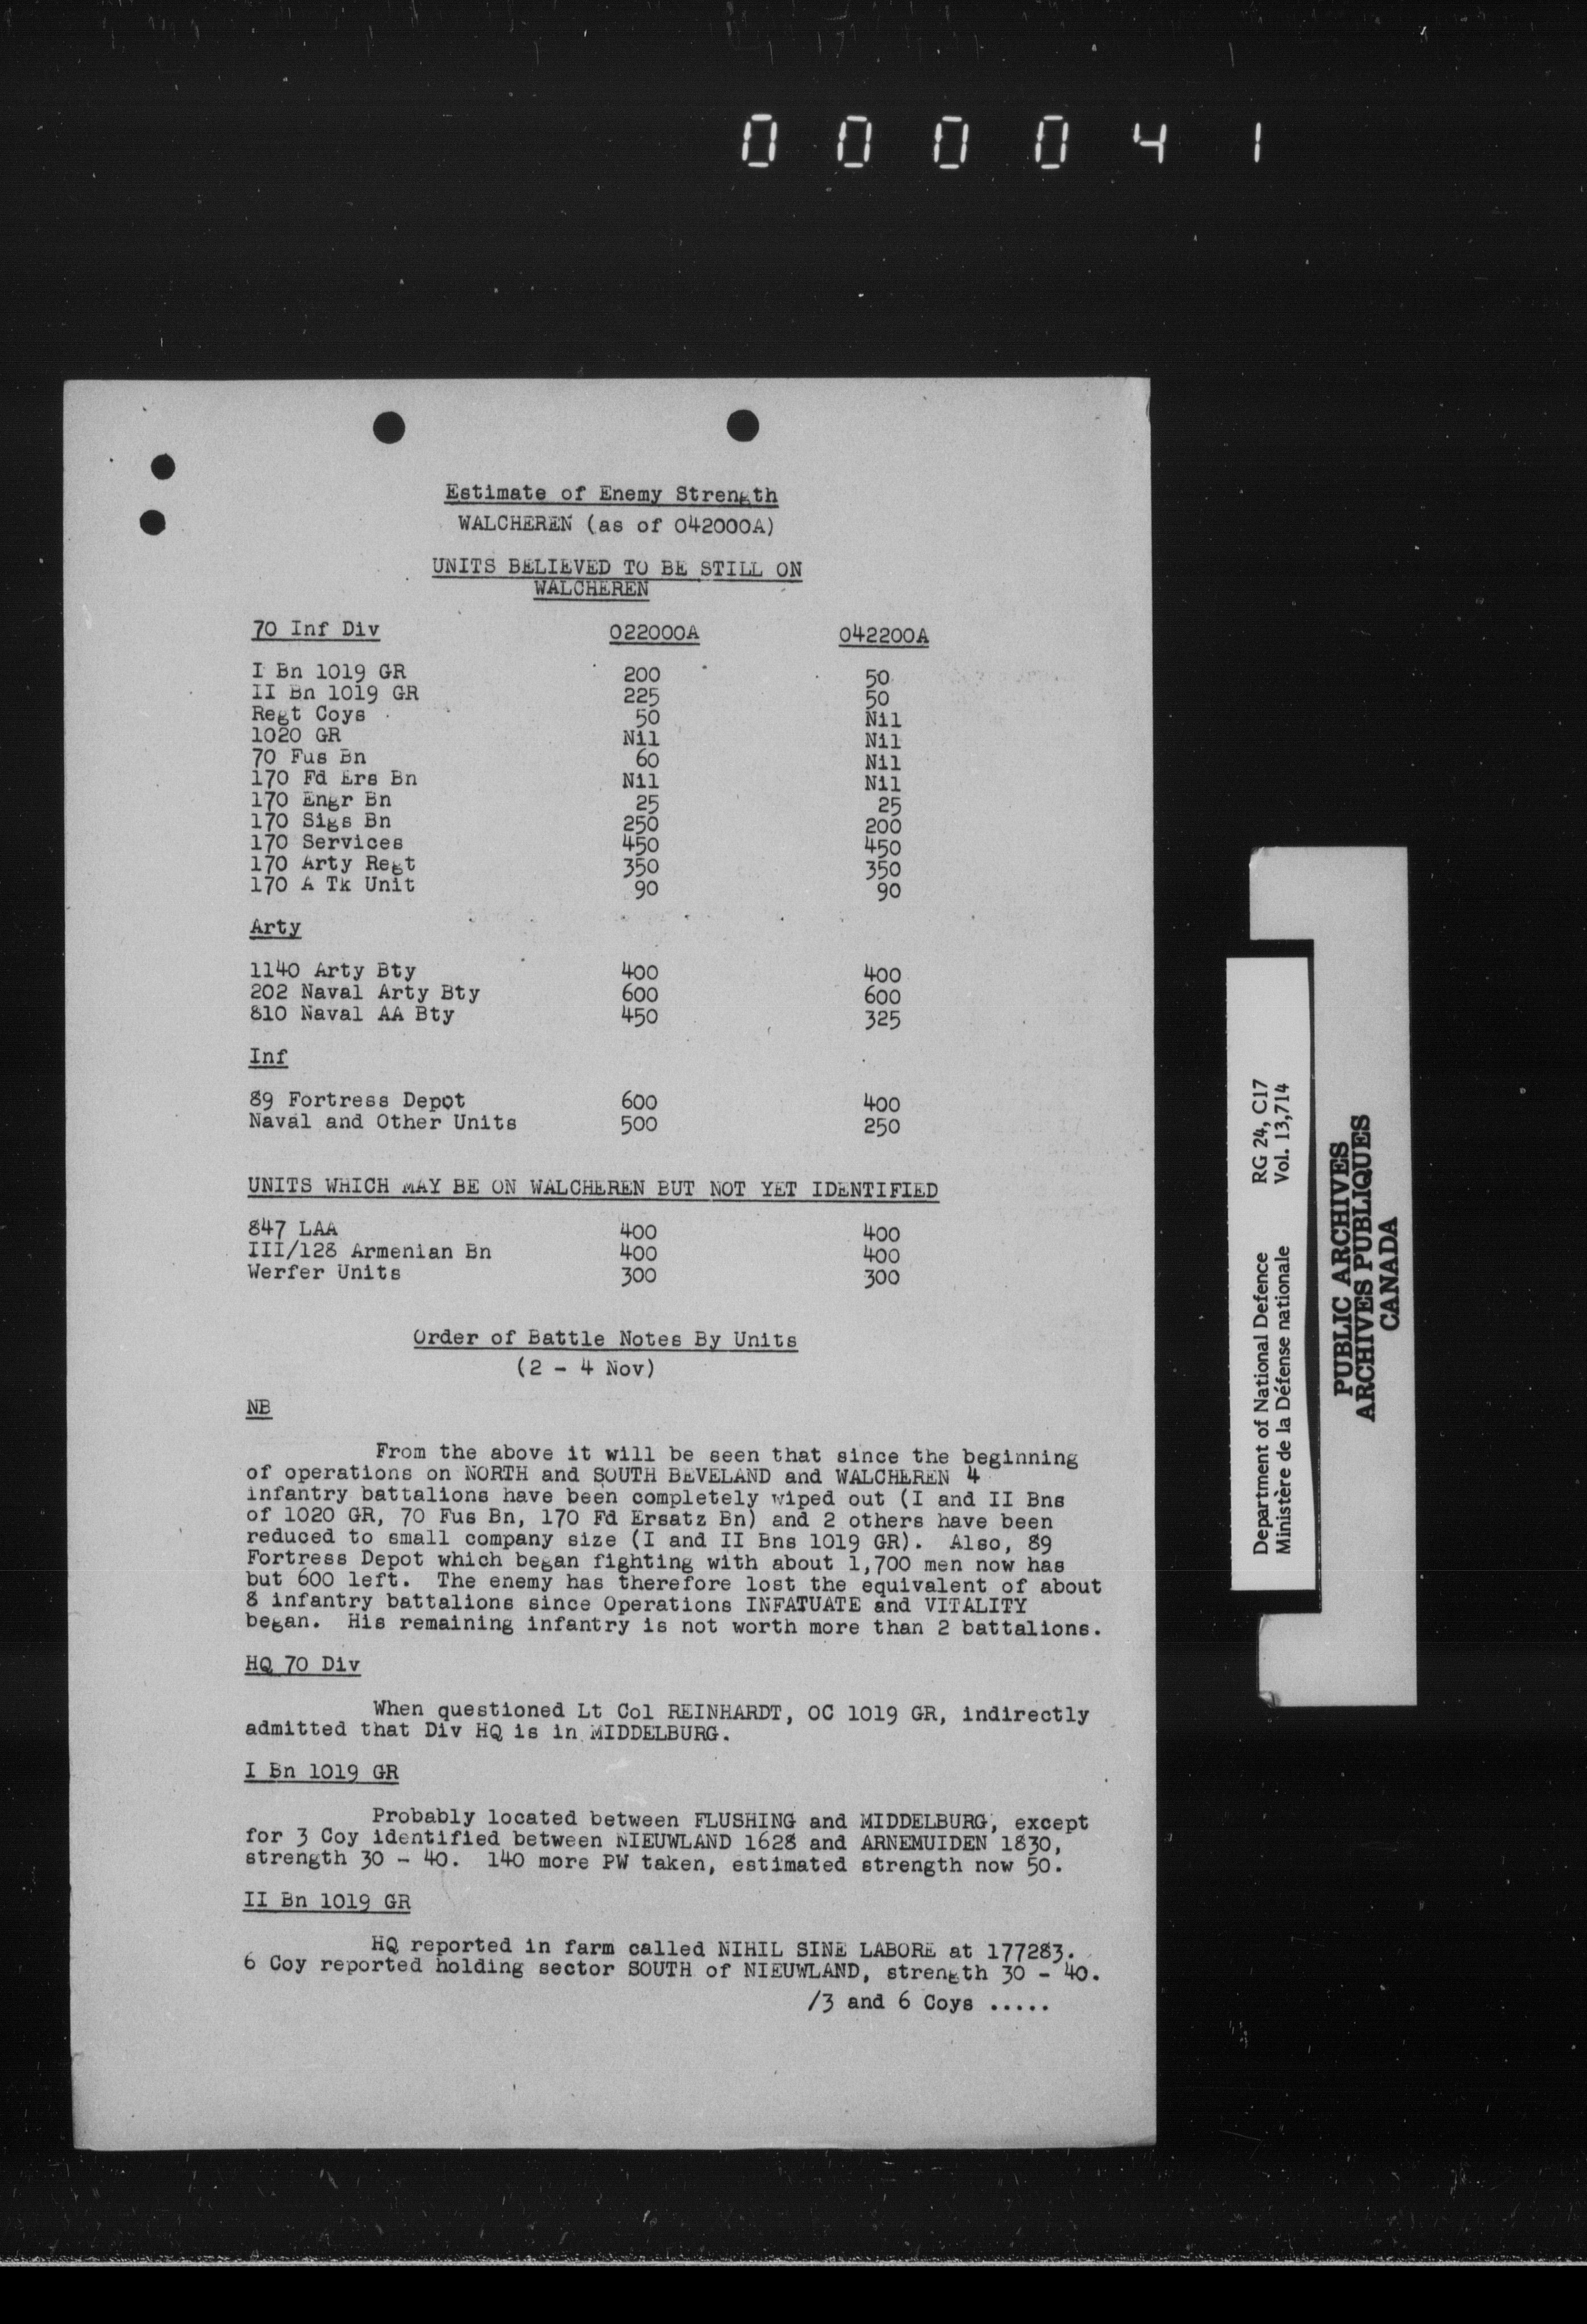 000041
Estimate of Enemy Strength
WALCHEREN (as of 042000A)
UNITS BELIEVED TO BE STILL ON
WALCHEREN
70 Inf Div 022000A 042200A
I Bn 1019 GR 200 50
II Bn 1019 GR 225 50
Regt Coys 50 Nil
1020 GR Nil Nil
70 Fus Bn 60 Nil
170 Fd Ers Bn Nil Nil
170 Engr Bn 25 25
170 Sigs Bn 250 200
170 Services 450 450
170 Arty Regt 350 350
170 A Tk Unit 90 90
Arty
1140 Arty Bty 400 400
202 Naval Arty Bty 600 600
810 Naval AA Bty 450 325
Inf
89 Fortress Depot 600 400
Naval and Other Units 500 250
UNITS WHICH MAY BE ON WALCHEREN BUT NOT YET IDENTIFIED
847 LAA 400 400
III/128 Armenian Bn 400 400
Werfer Units 300 300
Order of Battle Notes By Units
(2 - 4 Nov)
NB
From the above it will be seen that since the beginning
of operations on NORTH and SOUTH BEVELAND and WALCHEREN 4
infantry battalions have been completely wiped out (I and II Bns
of 1020 GR, 70 Fus Bn, 170 Fd Ersatz Bn) and 2 others have been
reduced to small company size (I and II Bns 1019 GR). Also, 89
Fortress Depot which began fighting with about 1,700 men now has
but 600 left. The enemy has therefore lost the equivalent of about
8 infantry battalions since Operations INFATUATE and VITALITY
began. His remaining infantry is not worth more than 2 battalions.
HQ 70 Div
When questioned Lt Col REINHARDT, OC 1019 GR, indirectly
admitted that Div HQ is in MIDDELBURG.
I Bn 1019 GR
Probably located between FLUSHING and MIDDELBURG, except
for 3 Coy identified between NIEUWLAND 1628 and ARNEMUIDEN 1830,
strength 30 - 40. 140 more PW taken, estimated strength now 50.
II Bn 1019 GR
HQ reported in farm called NIHIL SINE LABORE at 177283.
6 Coy reported holding sector SOUTH of NIEUWLAND, strength 30 - 40.
/3 and 6 Coys .....
Department of National Defence RG 24, C17
Ministère de la Défense nationale Vol. 13,714
PUBLIC ARCHIVES
ARCHIVES PUBLIQUES
CANADA